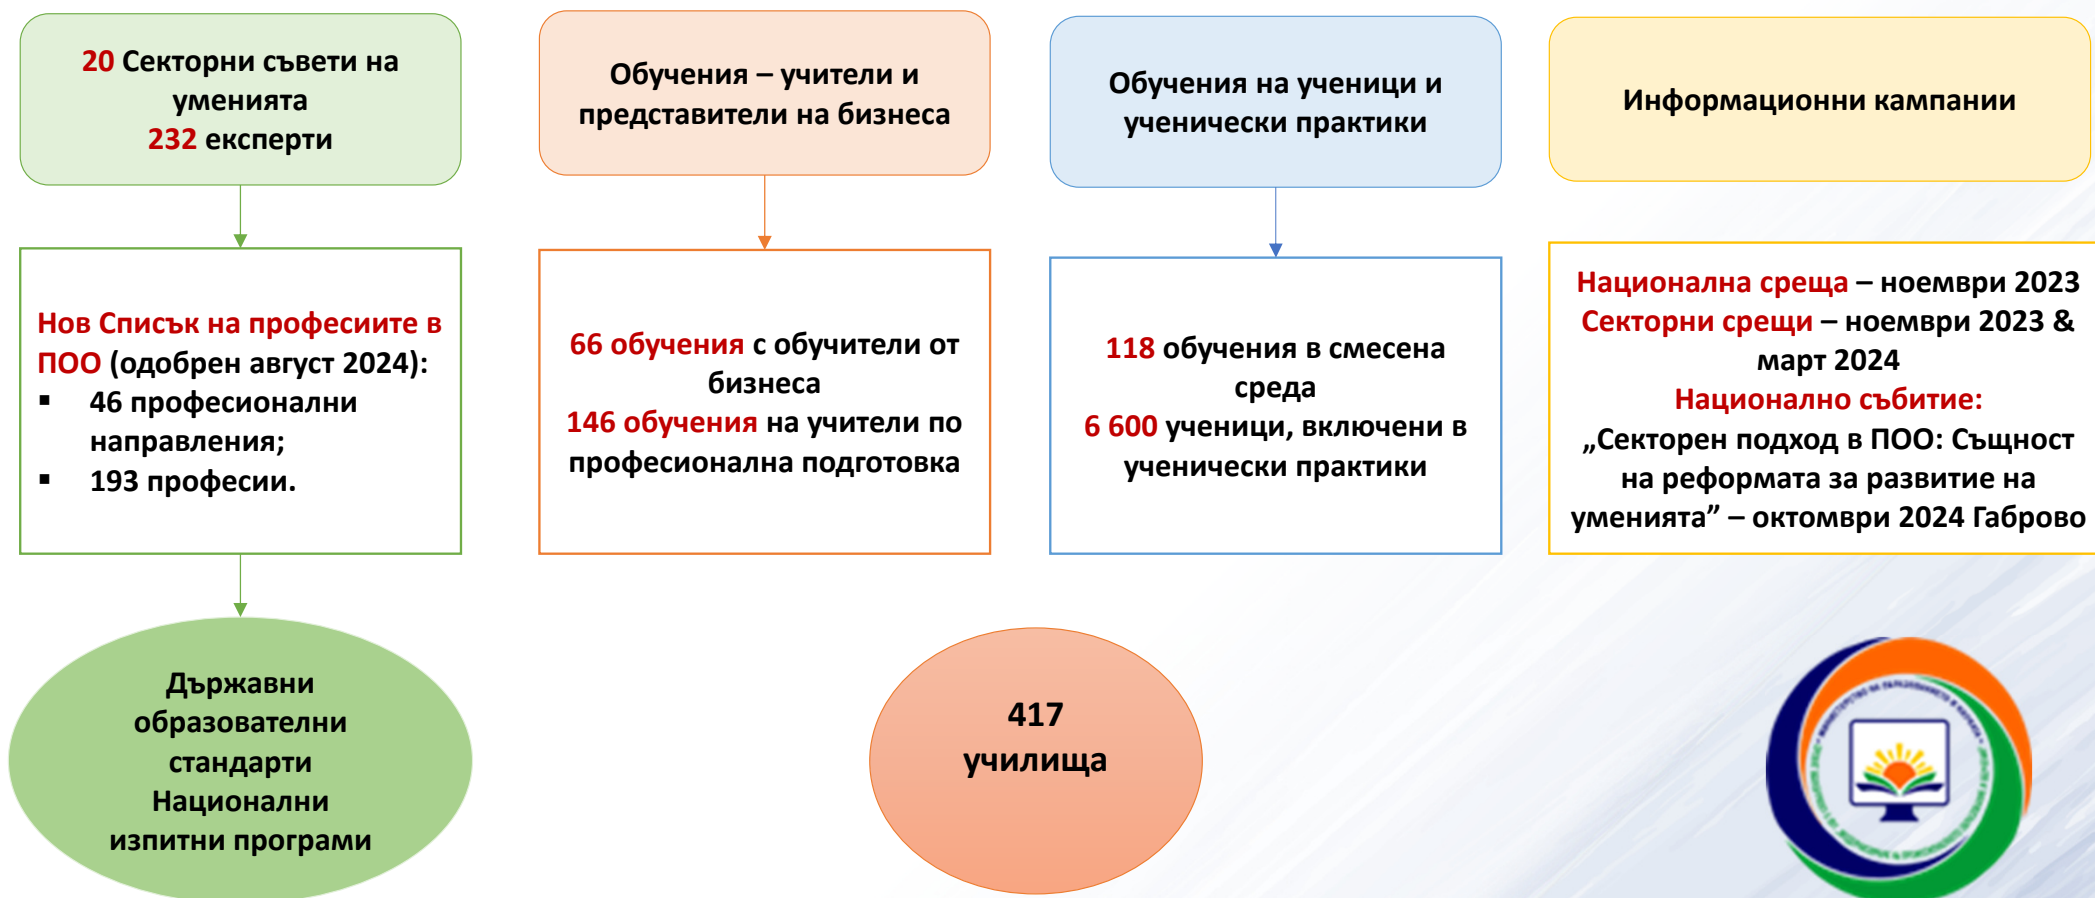 20 Секторни съвети на
уменията
232 експерти
Обучения – учители и
представители на бизнеса
Обучения на ученици и
ученически практики
Информационни кампании
Нов Списък на професиите в
ПОО (одобрен август 2024):
▪ 46 професионални
направления;
▪ 193 професии.
66 обучения с обучители от
бизнеса
146 обучения на учители по
професионална подготовка
118 обучения в смесена
среда
6 600 ученици, включени в
ученически практики
Национална среща – ноември 2023
Секторни срещи – ноември 2023 &
март 2024
Национално събитие:
„Секторен подход в ПОО: Същност
на реформата за развитие на
уменията” – октомври 2024 Габрово
Държавни
образователни
стандарти
Национални
изпитни програми
417
училища
МИНИСТЕРСТВО НА ОБРАЗОВАНИЕТО И НАУКАТА